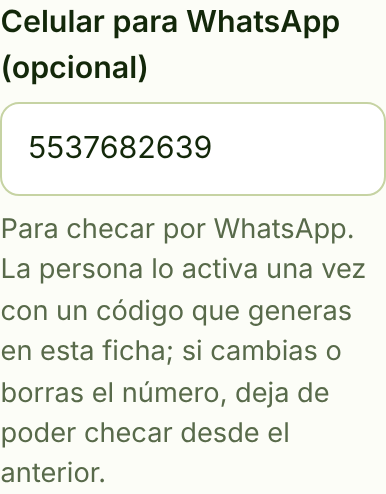 Celular para WhatsApp
(opcional)
5537682639
Para checar por WhatsApp.
La persona lo activa una vez
con un código que generas
en esta ficha; si cambias o
borras el número, deja de
poder checar desde el
anterior.